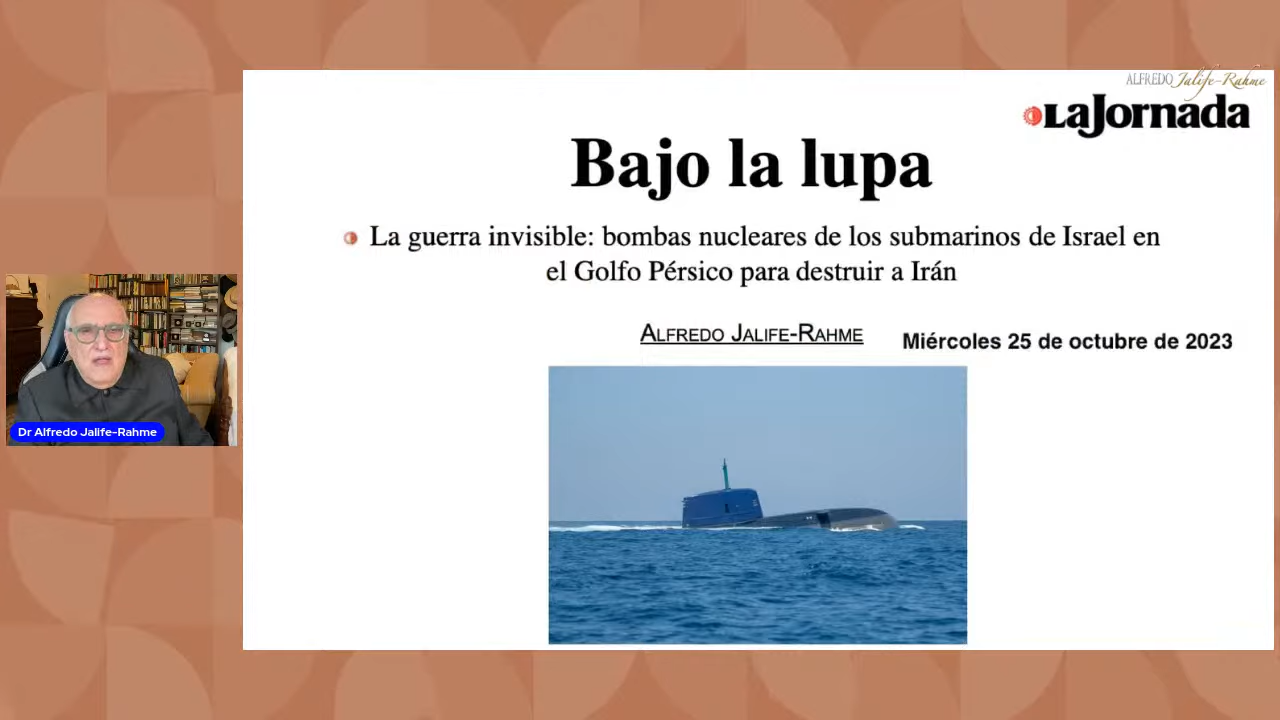 ALFREDO Jalife-Rahme
La Jornada
Bajo la lupa
La guerra invisible: bombas nucleares de los submarinos de Israel en
el Golfo Pérsico para destruir a Irán
ALFREDO JALIFE-RAHME
Miércoles 25 de octubre de 2023
Dr Alfredo Jalife-Rahme